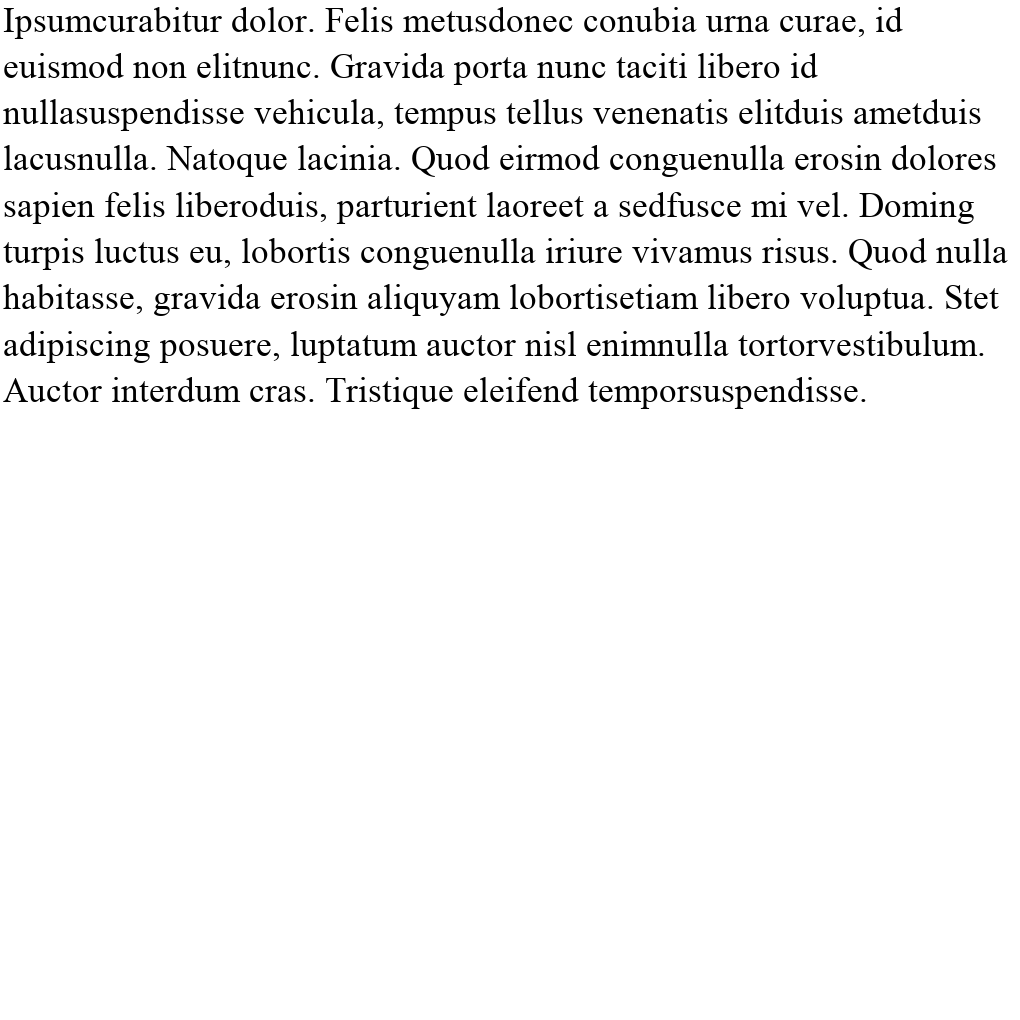 Ipsumcurabitur dolor. Felis metusdonec conubia urna curae, id
euismod non elitnunc. Gravida porta nunc taciti libero id
nullasuspendisse vehicula, tempus tellus venenatis elitduis ametduis
lacusnulla. Natoque lacinia. Quod eirmod conguenulla erosin dolores
sapien felis liberoduis, parturient laoreet a sedfusce mi vel. Doming
turpis luctus eu, lobortis conguenulla iriure vivamus risus. Quod nulla
habitasse, gravida erosin aliquyam lobortisetiam libero voluptua. Stet
adipiscing posuere, luptatum auctor nisl enimnulla tortorvestibulum.
Auctor interdum cras. Tristique eleifend temporsuspendisse.